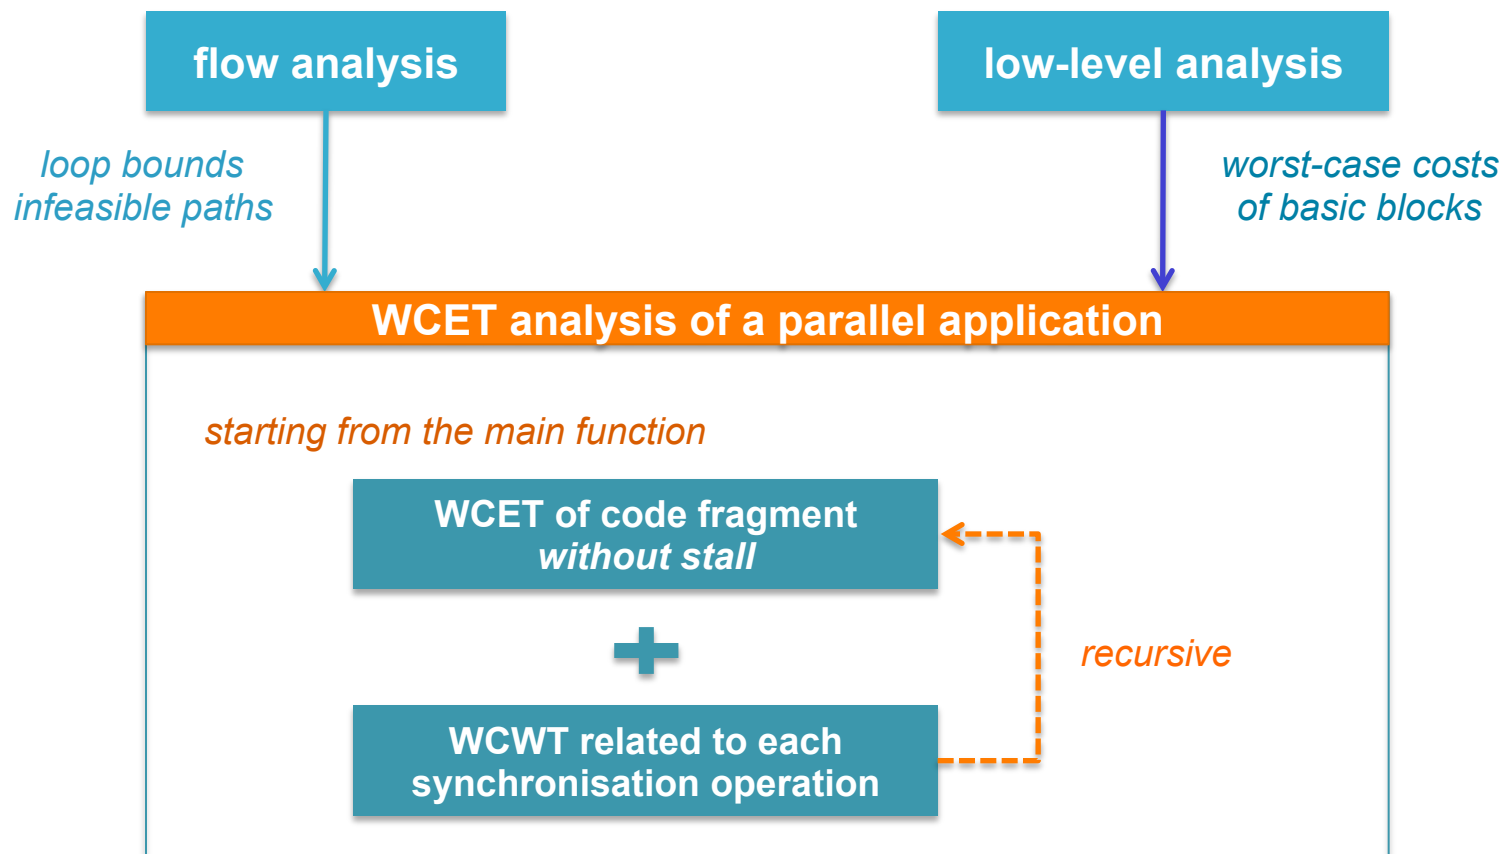 flow analysis
low-level analysis
loop bounds
infeasible paths
worst-case costs
of basic blocks
WCET analysis of a parallel application
starting from the main function
WCET of code fragment
without stall
recursive
WCWT related to each
synchronisation operation